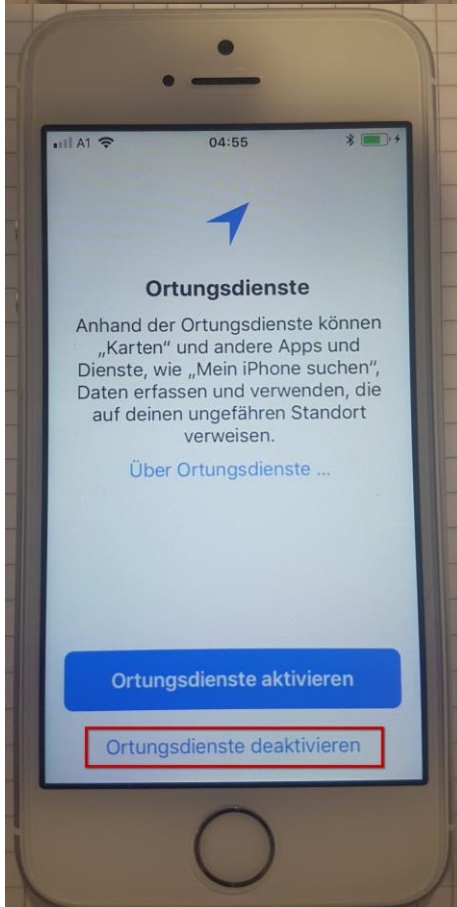 A1 04:55
Ortungsdienste
Anhand der Ortungsdienste können
„Karten“ und andere Apps und
Dienste, wie „Mein iPhone suchen“,
Daten erfassen und verwenden, die
auf deinen ungefähren Standort
verweisen.
Über Ortungsdienste ...
Ortungsdienste aktivieren
Ortungsdienste deaktivieren